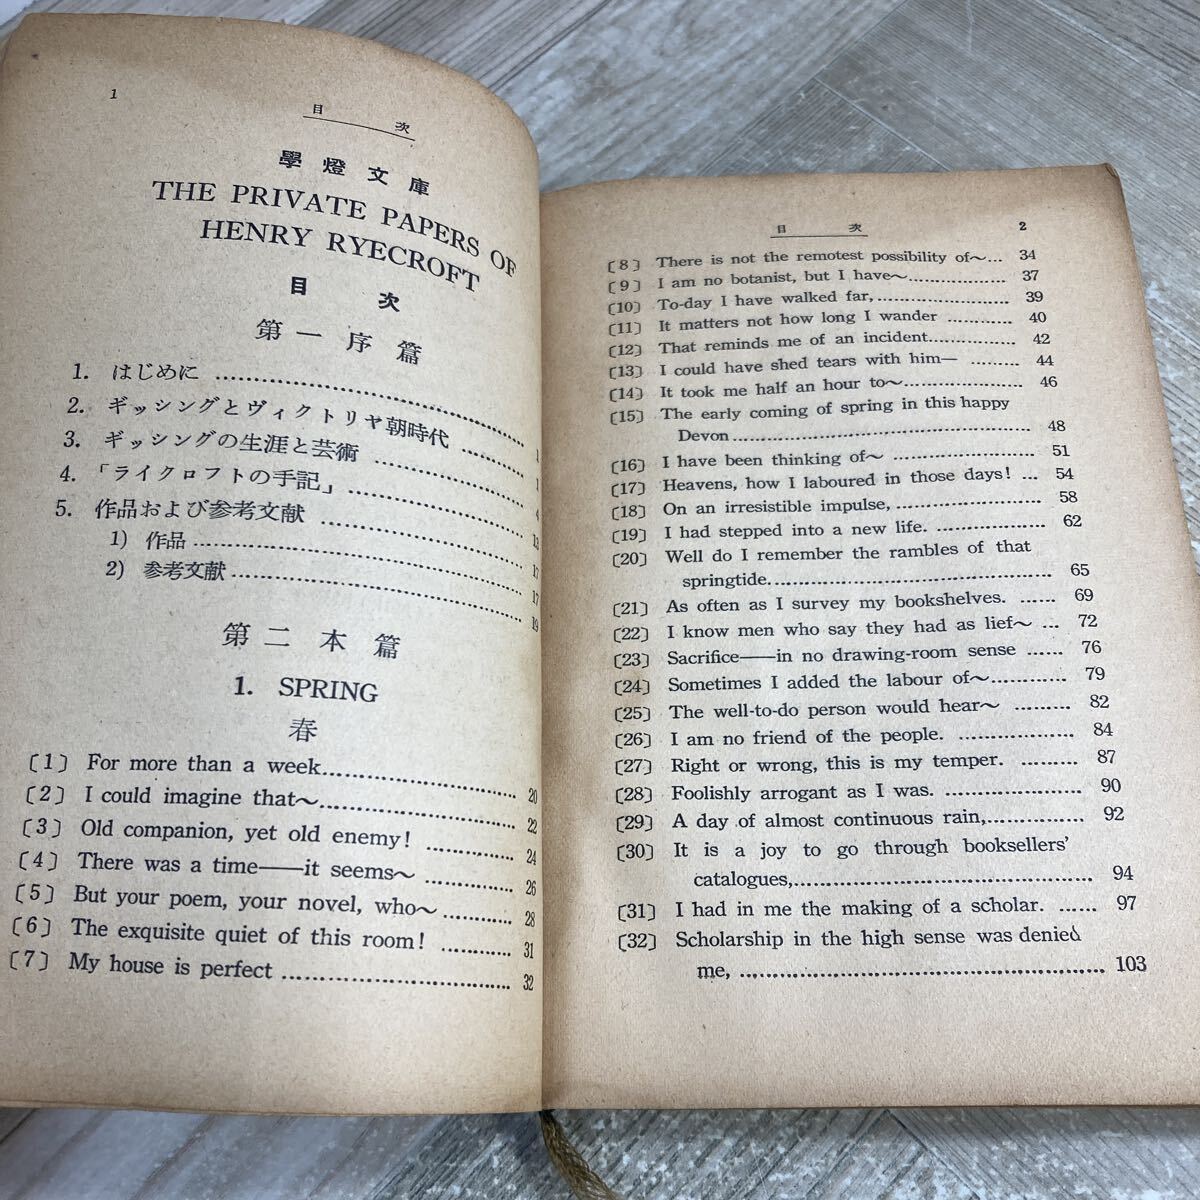 1
目 次
學燈文庫
THE PRIVATE PAPERS OF
HENRY RYECROFT
目 次
第一序篇
1. はじめに ……………………………
2. ギッシングとヴィクトリヤ朝時代 ………… 1
3. ギッシングの生涯と芸術 ……………………… 1
4. 「ライクロフトの手記」 ……………………… 4
5. 作品および参考文献 ……………………… 13
1) 作品 ……………………………… 17
2) 参考文献 ……………………………… 17
19
第二本篇
1. SPRING
春
〔1〕 For more than a week........................ 20
〔2〕 I could imagine that～........................ 22
〔3〕 Old companion, yet old enemy! ............ 24
〔4〕 There was a time——it seems～ ............ 26
〔5〕 But your poem, your novel, who～ ......... 28
〔6〕 The exquisite quiet of this room! ......... 31
〔7〕 My house is perfect ........................ 32
目 次
2
〔8〕 There is not the remotest possibility of～... 34
〔9〕 I am no botanist, but I have～............... 37
〔10〕 To-day I have walked far,..................... 39
〔11〕 It matters not how long I wander ............ 40
〔12〕 That reminds me of an incident............... 42
〔13〕 I could have shed tears with him— ......... 44
〔14〕 It took me half an hour to～.................. 46
〔15〕 The early coming of spring in this happy
Devon ............................................. 48
〔16〕 I have been thinking of～ ..................... 51
〔17〕 Heavens, how I laboured in those days! ... 54
〔18〕 On an irresistible impulse, ..................... 58
〔19〕 I had stepped into a new life. ............... 62
〔20〕 Well do I remember the rambles of that
springtide.......................................... 65
〔21〕 As often as I survey my bookshelves. ...... 69
〔22〕 I know men who say they had as lief～ ... 72
〔23〕 Sacrifice——in no drawing-room sense ...... 76
〔24〕 Sometimes I added the labour of～............ 79
〔25〕 The well-to-do person would hear～ ......... 82
〔26〕 I am no friend of the people. ............... 84
〔27〕 Right or wrong, this is my temper. ......... 87
〔28〕 Foolishly arrogant as I was. .................. 90
〔29〕 A day of almost continuous rain,............... 92
〔30〕 It is a joy to go through booksellers'
catalogues,.......................................... 94
〔31〕 I had in me the making of a scholar. ...... 97
〔32〕 Scholarship in the high sense was denied
me, ................................................ 103